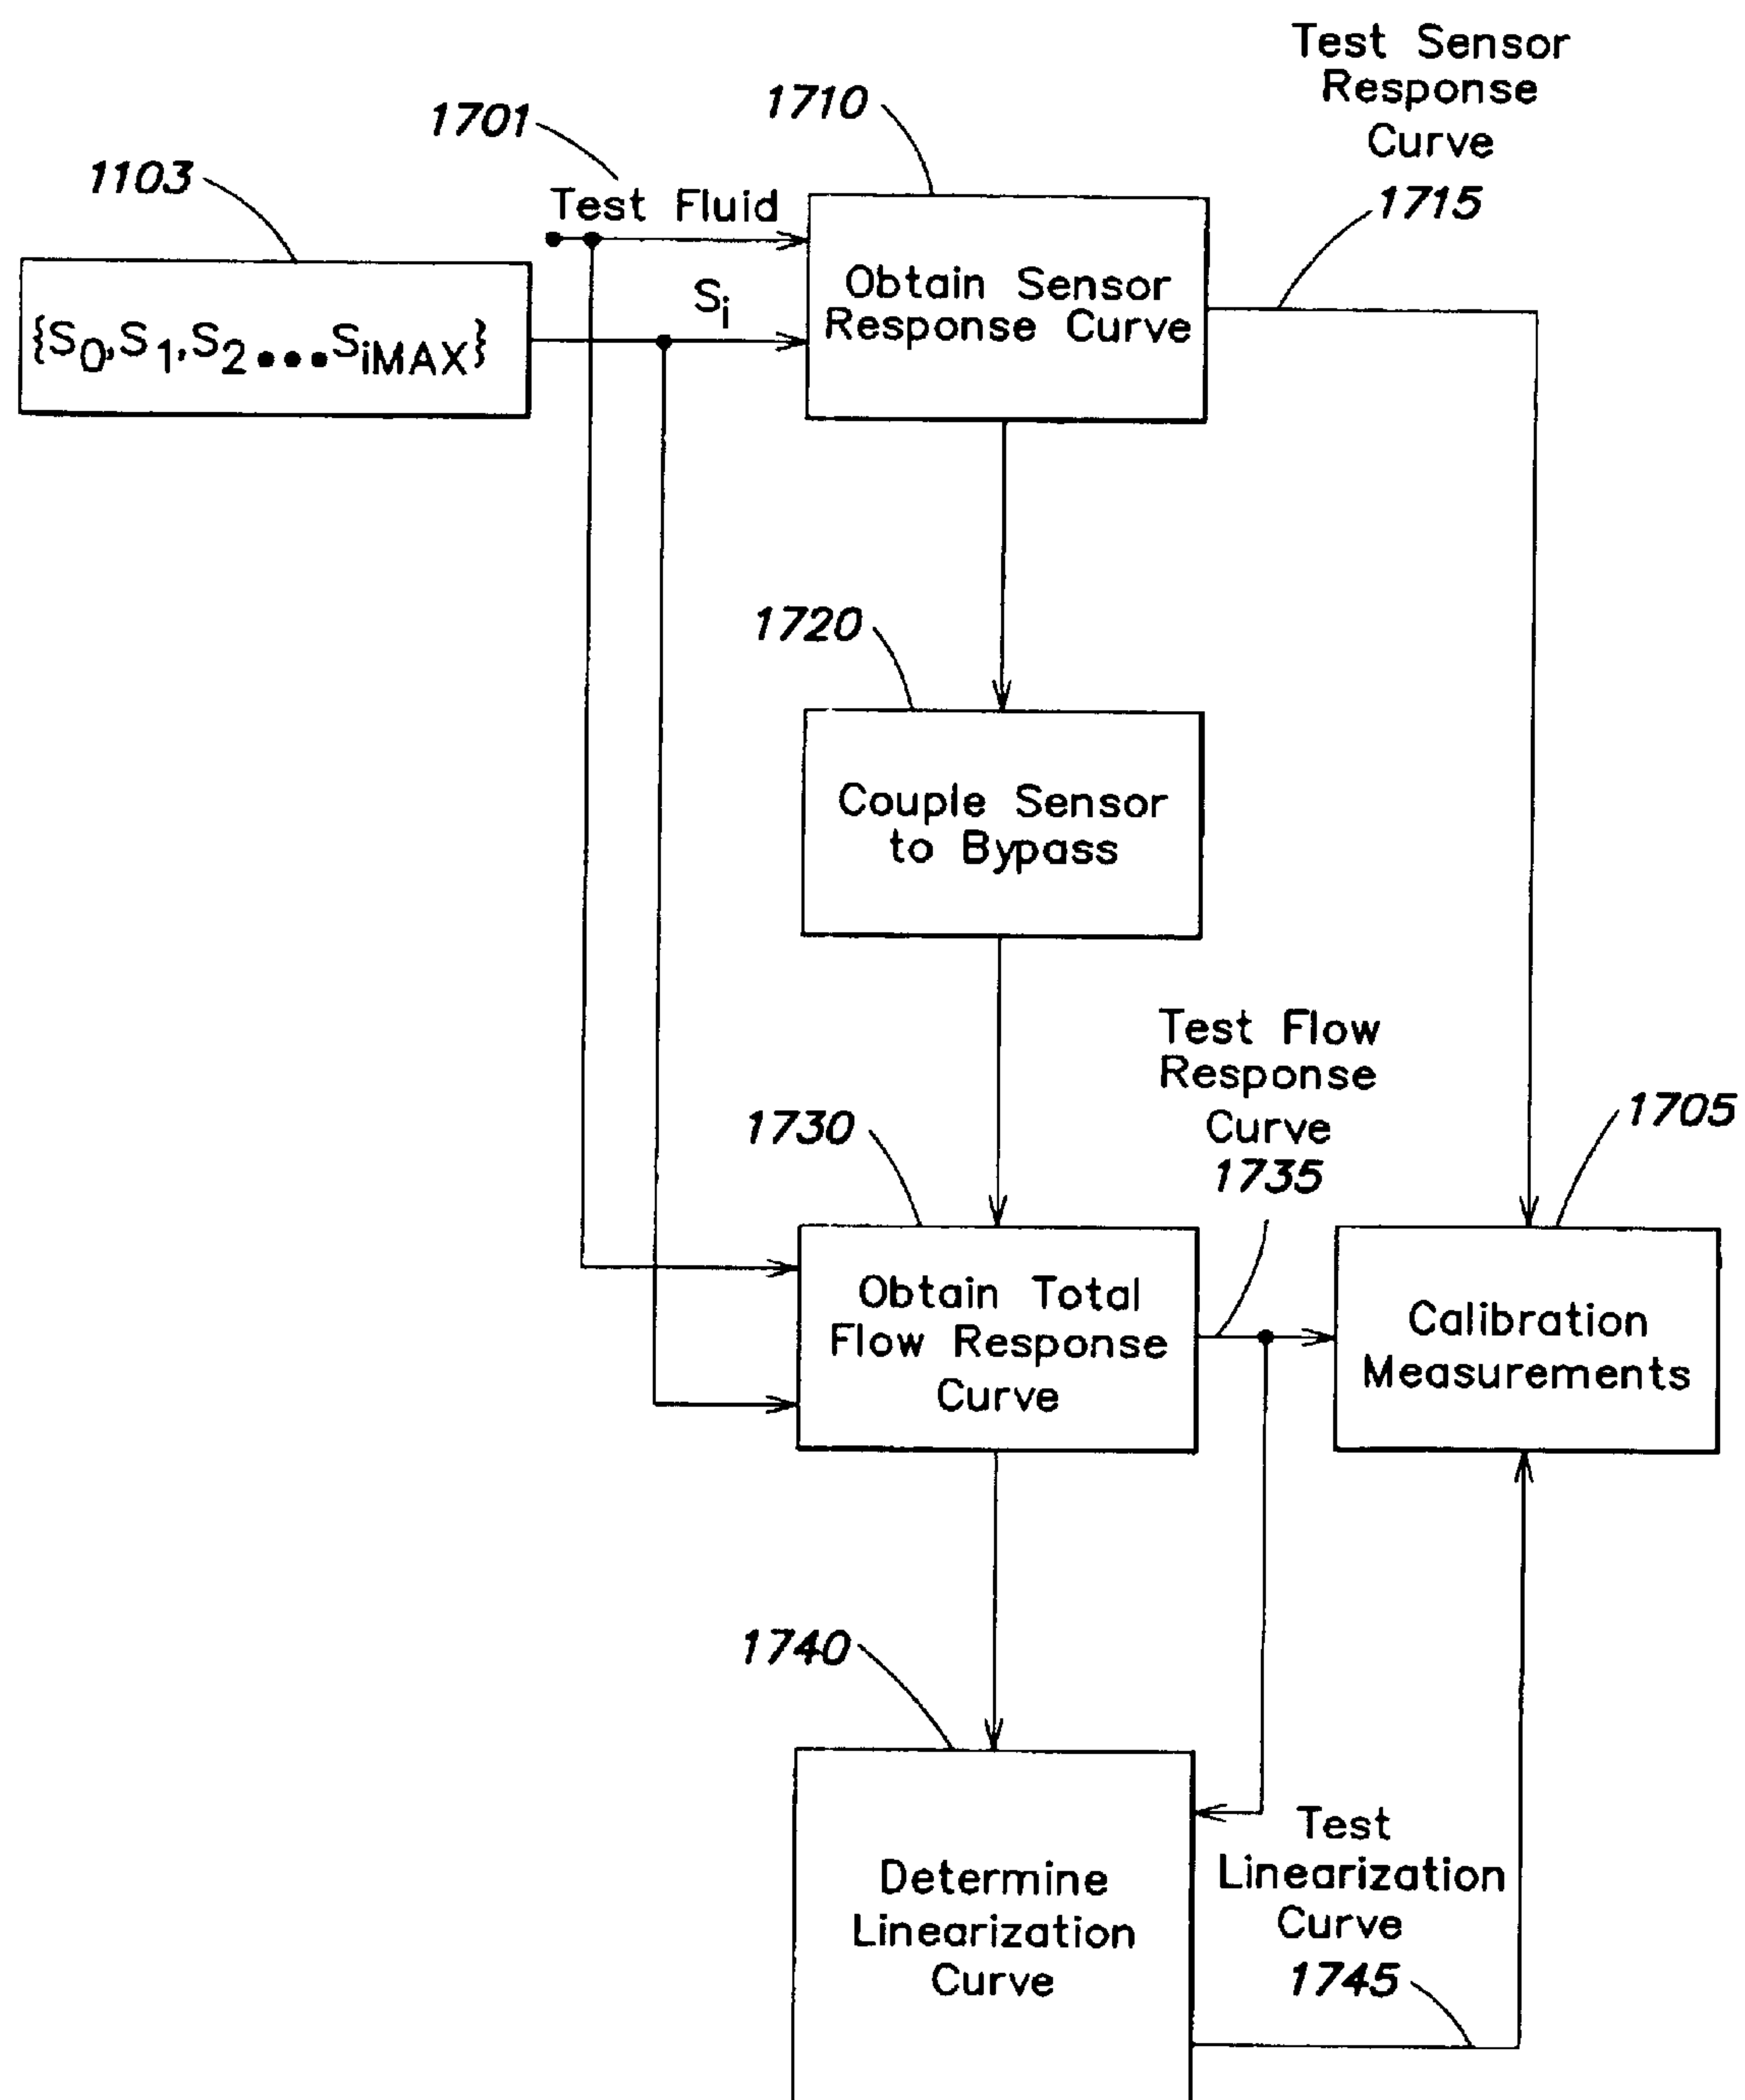 Test Sensor
Response
Curve
1715
1710
1701
Test Fluid
1103
{S0,S1,S2•••SiMAX}
Si
Obtain Sensor
Response Curve
1720
Couple Sensor
to Bypass
Test Flow
Response
Curve
1735
1705
1730
Obtain Total
Flow Response
Curve
Calibration
Measurements
1740
Determine
Linearization
Curve
Test
Linearization
Curve
1745